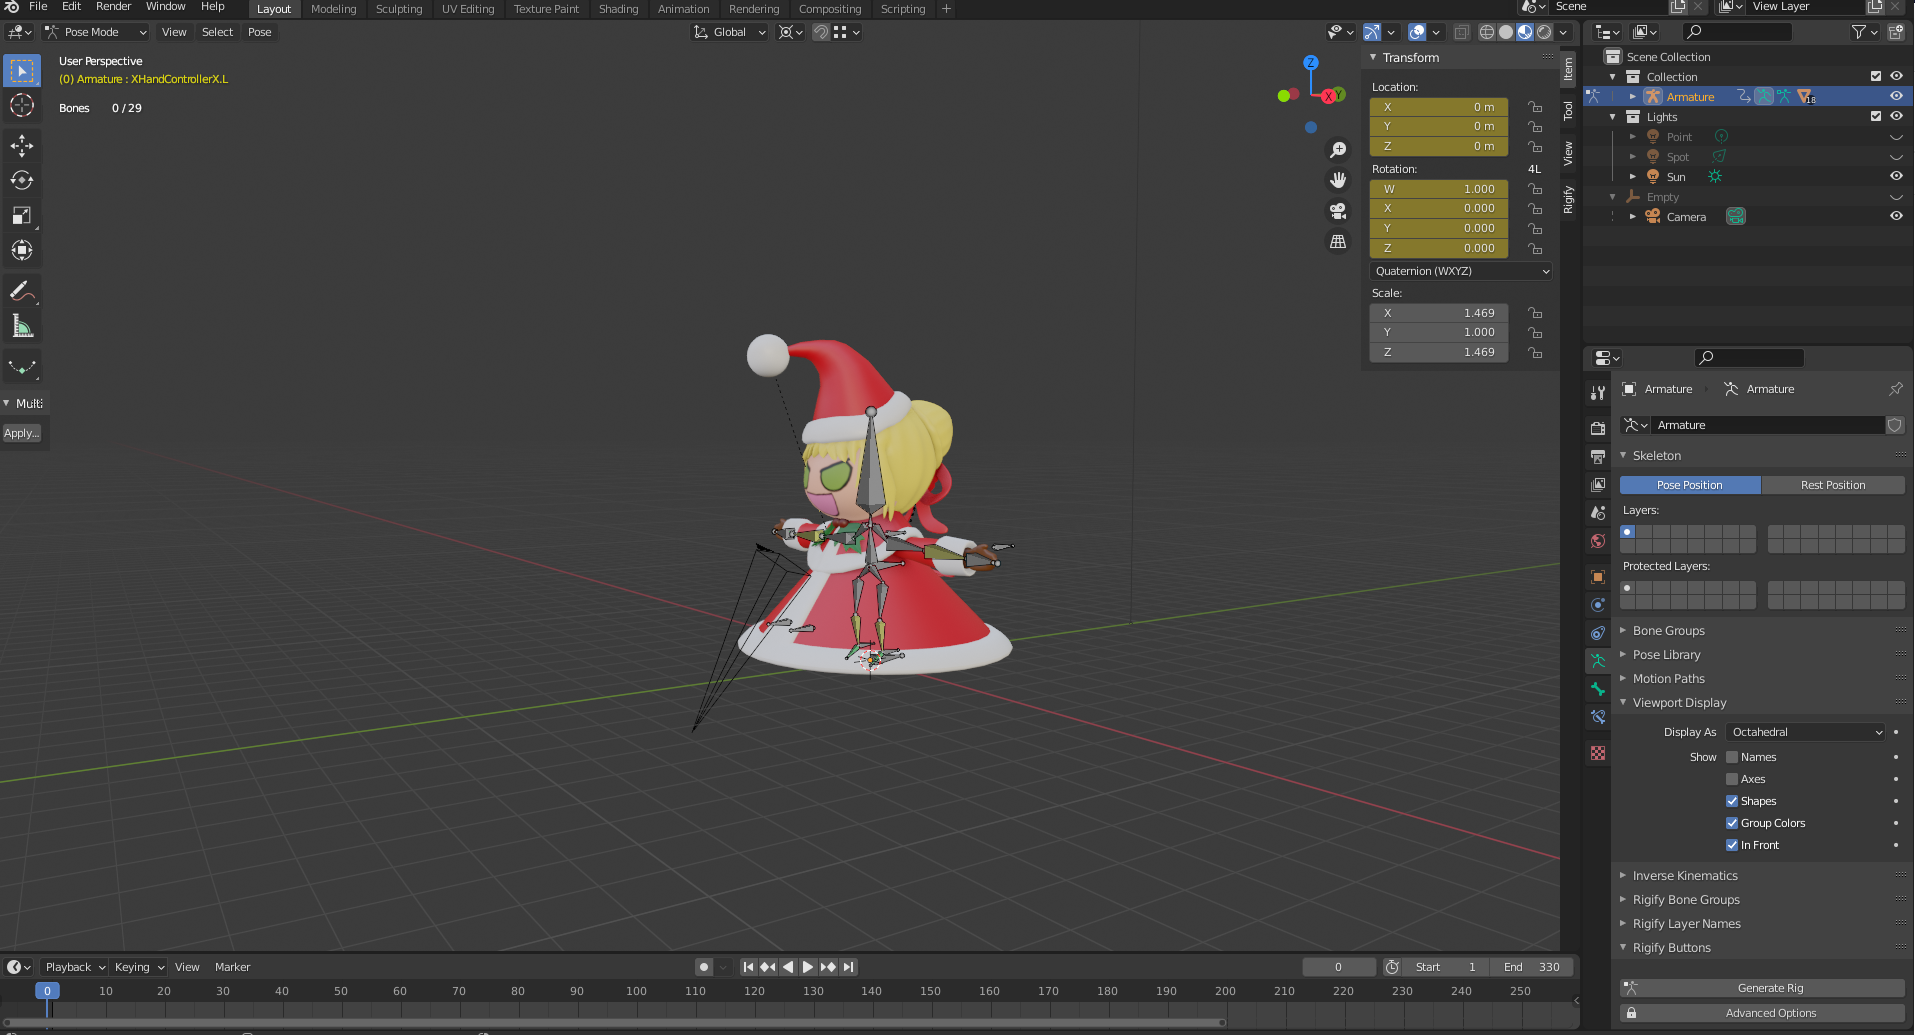 File Edit Render Window Help Layout Modeling Sculpting UV Editing Texture Paint Shading Animation Rendering Compositing Scripting + Scene View Layer
Pose Mode View Select Pose Global
User Perspective
(0) Armature : XHandControllerX.L
Bones 0/29
Multi
Apply...
Z
X
Y
Transform
Location:
X 0 m
Y 0 m
Z 0 m
Rotation: 4L
W 1.000
X 0.000
Y 0.000
Z 0.000
Quaternion (WXYZ)
Scale:
X 1.469
Y 1.000
Z 1.469
Item
Tool
View
Rigify
Scene Collection
Collection
Armature 18
Lights
Point
Spot
Sun
Empty
Camera
Armature Armature
Armature
Skeleton
Pose Position Rest Position
Layers:
Protected Layers:
Bone Groups
Pose Library
Motion Paths
Viewport Display
Display As Octahedral
Show Names
Axes
Shapes
Group Colors
In Front
Inverse Kinematics
Rigify Bone Groups
Rigify Layer Names
Rigify Buttons
Generate Rig
Advanced Options
Playback Keying View Marker 0 Start 1 End 330
0 10 20 30 40 50 60 70 80 90 100 110 120 130 140 150 160 170 180 190 200 210 220 230 240 250